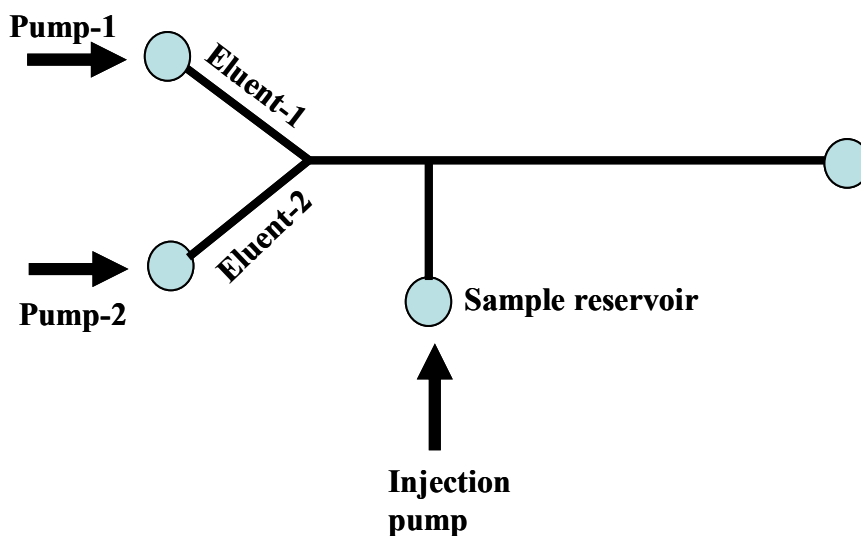 Pump-1
Eluent-1
Eluent-2
Pump-2
Sample reservoir
Injection
pump